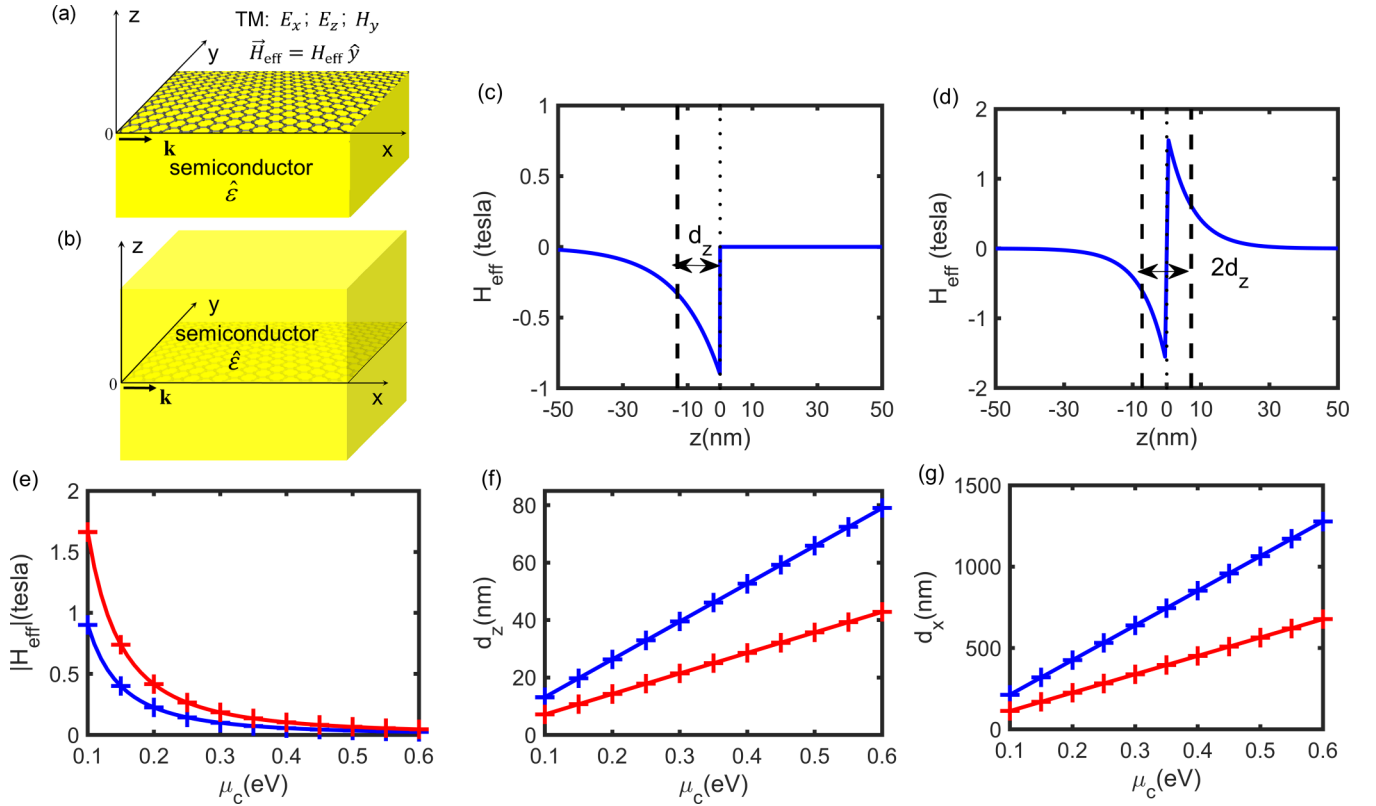 (a)
z
TM: E_x ; E_z ; H_y
H⃗_eff = H_eff ŷ
y
0
k
x
semiconductor
ε̂
(b)
z
y
semiconductor
ε̂
0
k
x
(c)
H_eff (tesla)
1
0.5
0
-0.5
-1
d_z
-50 -30 -10 0 10 30 50
z(nm)
(d)
H_eff (tesla)
2
1
0
-1
-2
2d_z
-50 -30 -10 0 10 30 50
z(nm)
(e)
|H_eff|(tesla)
2
1.5
1
0.5
0
0.1 0.2 0.3 0.4 0.5 0.6
μ_c(eV)
(f)
d_z(nm)
80
60
40
20
0
0.1 0.2 0.3 0.4 0.5 0.6
μ_c(eV)
(g)
d_x(nm)
1500
1000
500
0
0.1 0.2 0.3 0.4 0.5 0.6
μ_c(eV)